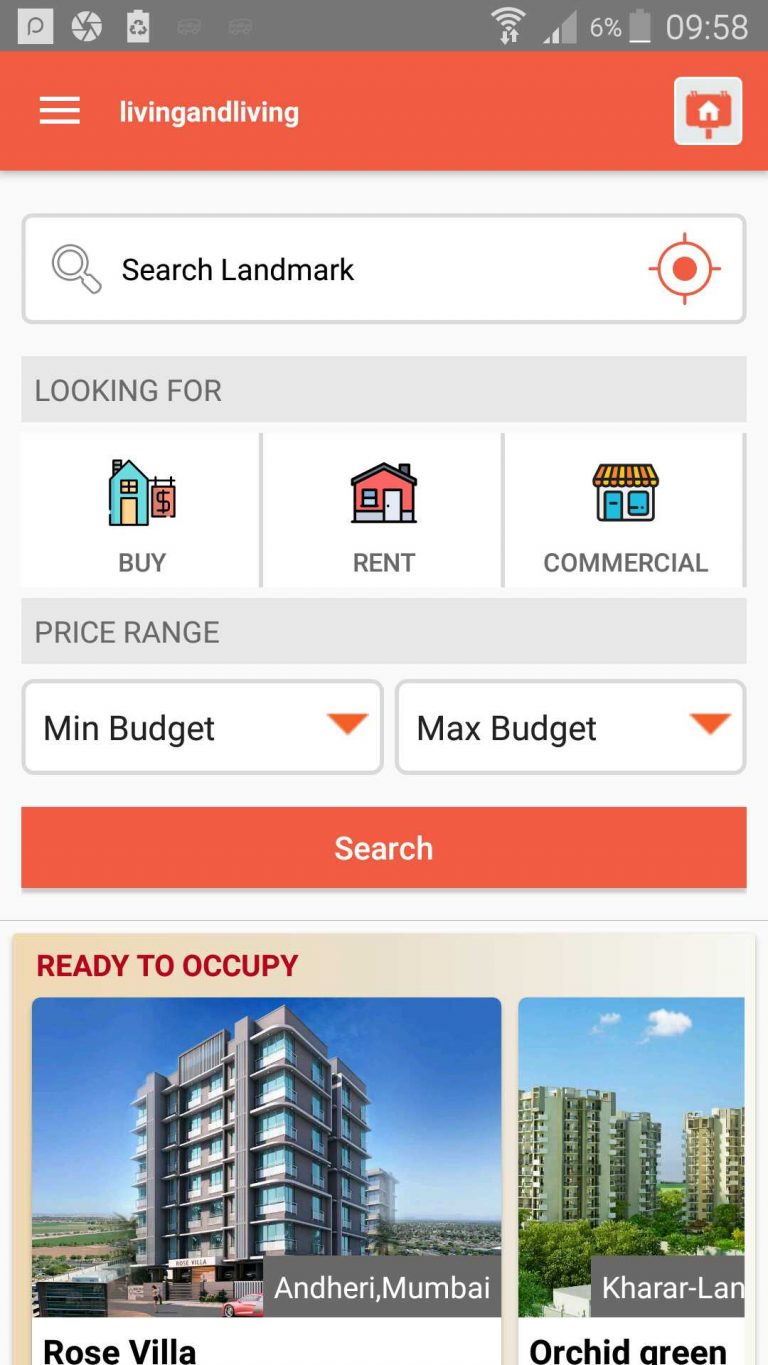 6% 09:58
livingandliving
Search Landmark
LOOKING FOR
BUY RENT COMMERCIAL
PRICE RANGE
Min Budget Max Budget
Search
READY TO OCCUPY
ROSE VILLA
Andheri,Mumbai Kharar-Lan
Rose Villa Orchid green